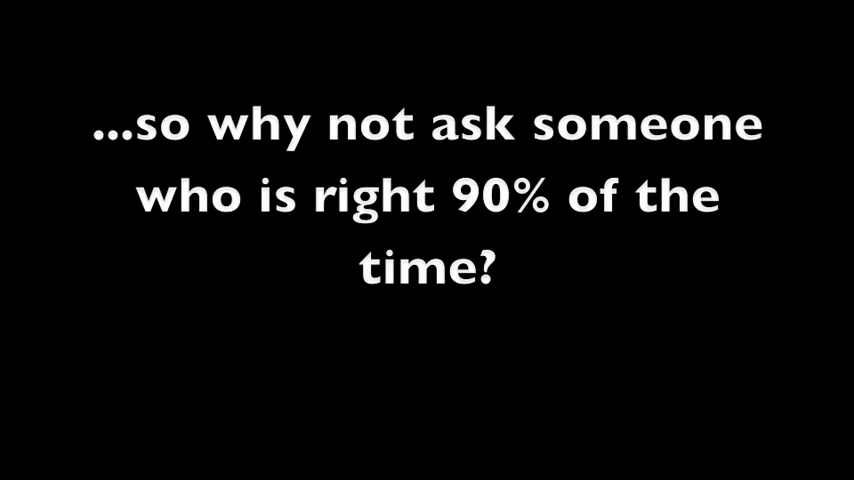 ...so why not ask someone
who is right 90% of the
time?